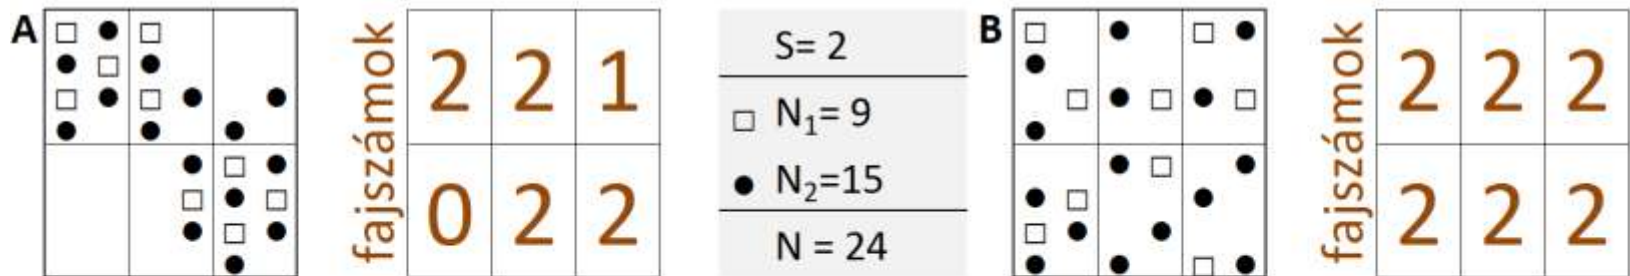 A
fajszámok
2 2 1
0 2 2
S= 2
□ N₁= 9
● N₂=15
N = 24
B
fajszámok
2 2 2
2 2 2